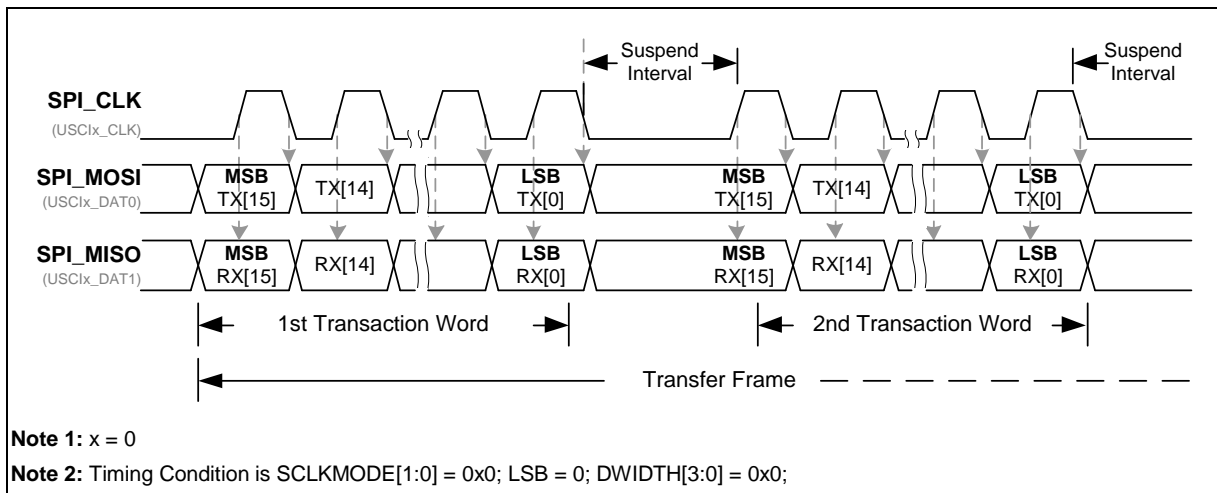 Suspend Interval
Suspend Interval
SPI_CLK
(USCIx_CLK)
SPI_MOSI
(USCIx_DAT0)
MSB TX[15]
TX[14]
LSB TX[0]
MSB TX[15]
TX[14]
LSB TX[0]
SPI_MISO
(USCIx_DAT1)
MSB RX[15]
RX[14]
LSB RX[0]
MSB RX[15]
RX[14]
LSB RX[0]
1st Transaction Word
2nd Transaction Word
Transfer Frame
Note 1: x = 0
Note 2: Timing Condition is SCLKMODE[1:0] = 0x0; LSB = 0; DWIDTH[3:0] = 0x0;